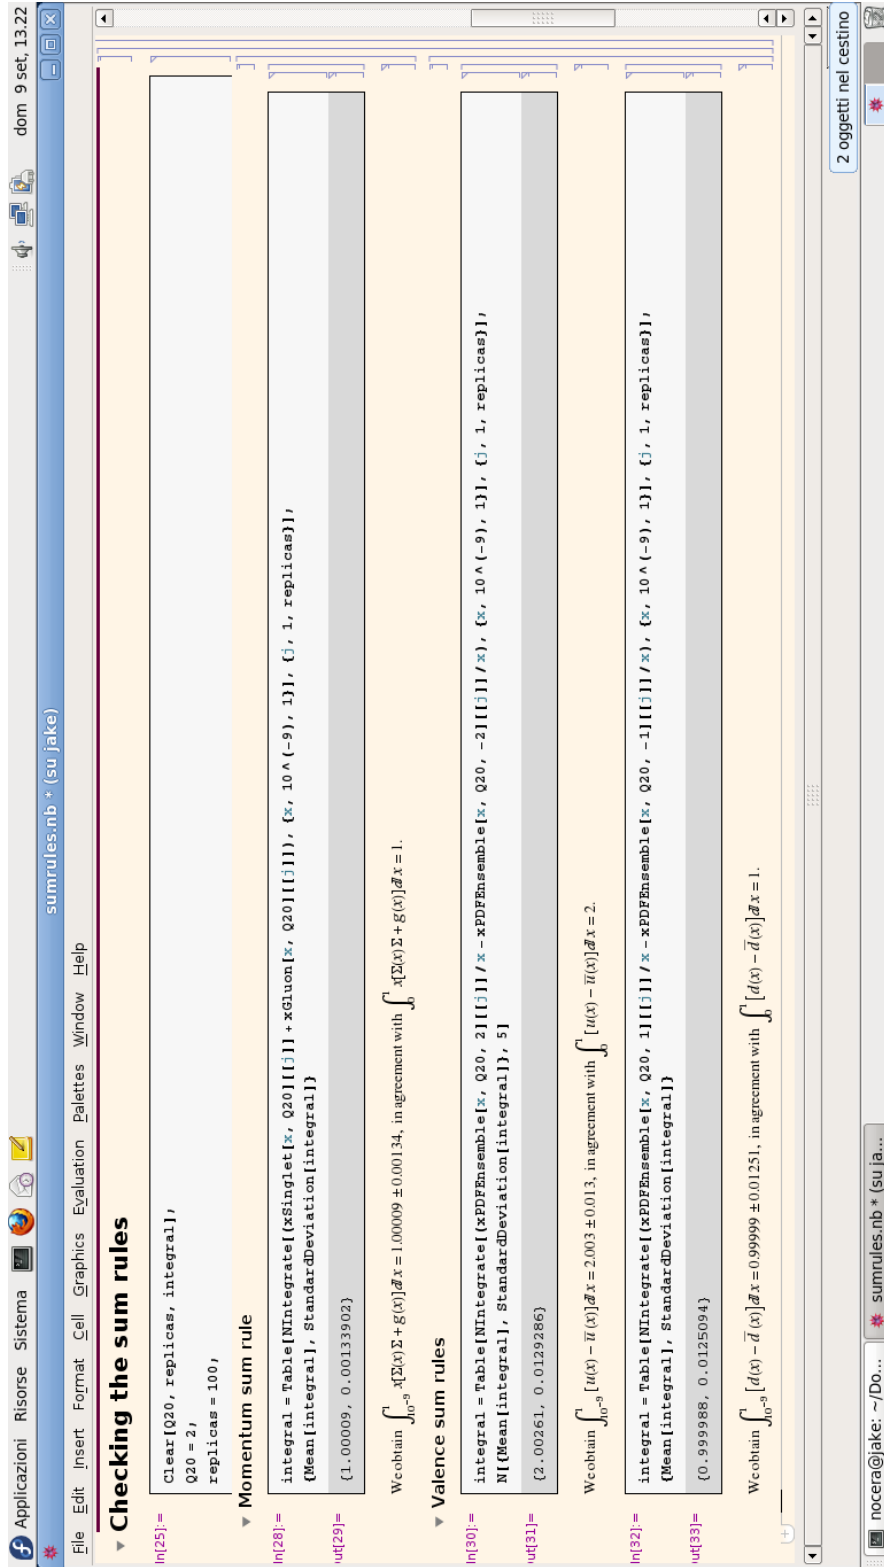 Applicazioni Risorse Sistema
dom 9 set, 13.22
sumrules.nb * (su jake)
File Edit Insert Format Cell Graphics Evaluation Palettes Window Help
Checking the sum rules
In[25]:=
Clear[Q20, replicas, integral];
Q20 = 2;
replicas = 100;
Momentum sum rule
In[28]:=
integral = Table[NIntegrate[(xSinglet[x, Q20][[j]] + xGluon[x, Q20][[j]]), {x, 10^(-9), 1}], {j, 1, replicas}];
{Mean[integral], StandardDeviation[integral]}
ut[29]=
{1.00009, 0.00133902}
We obtain ∫_{10^{-9}}^{1} x[Σ(x) Σ + g(x)] ⅆx = 1.00009 ± 0.00134, in agreement with ∫_0^1 x[Σ(x) Σ + g(x)] ⅆx = 1.
Valence sum rules
In[30]:=
integral = Table[NIntegrate[(xPDFEnsemble[x, Q20, 2][[j]]/x - xPDFEnsemble[x, Q20, -2][[j]]/x), {x, 10^(-9), 1}], {j, 1, replicas}];
N[{Mean[integral], StandardDeviation[integral]}, 5]
ut[31]=
{2.00261, 0.0129286}
We obtain ∫_{10^{-9}}^{1} [u(x) − u̅(x)] ⅆx = 2.003 ± 0.013, in agreement with ∫_0^1 [u(x) − u̅(x)] ⅆx = 2.
In[32]:=
integral = Table[NIntegrate[(xPDFEnsemble[x, Q20, 1][[j]]/x - xPDFEnsemble[x, Q20, -1][[j]]/x), {x, 10^(-9), 1}], {j, 1, replicas}];
{Mean[integral], StandardDeviation[integral]}
ut[33]=
{0.999988, 0.0125094}
We obtain ∫_{10^{-9}}^{1} [d(x) − d̅(x)] ⅆx = 0.99999 ± 0.01251, in agreement with ∫_0^1 [d(x) − d̅(x)] ⅆx = 1.
2 oggetti nel cestino
nocera@jake: ~/Do...
sumrules.nb * (su ja...